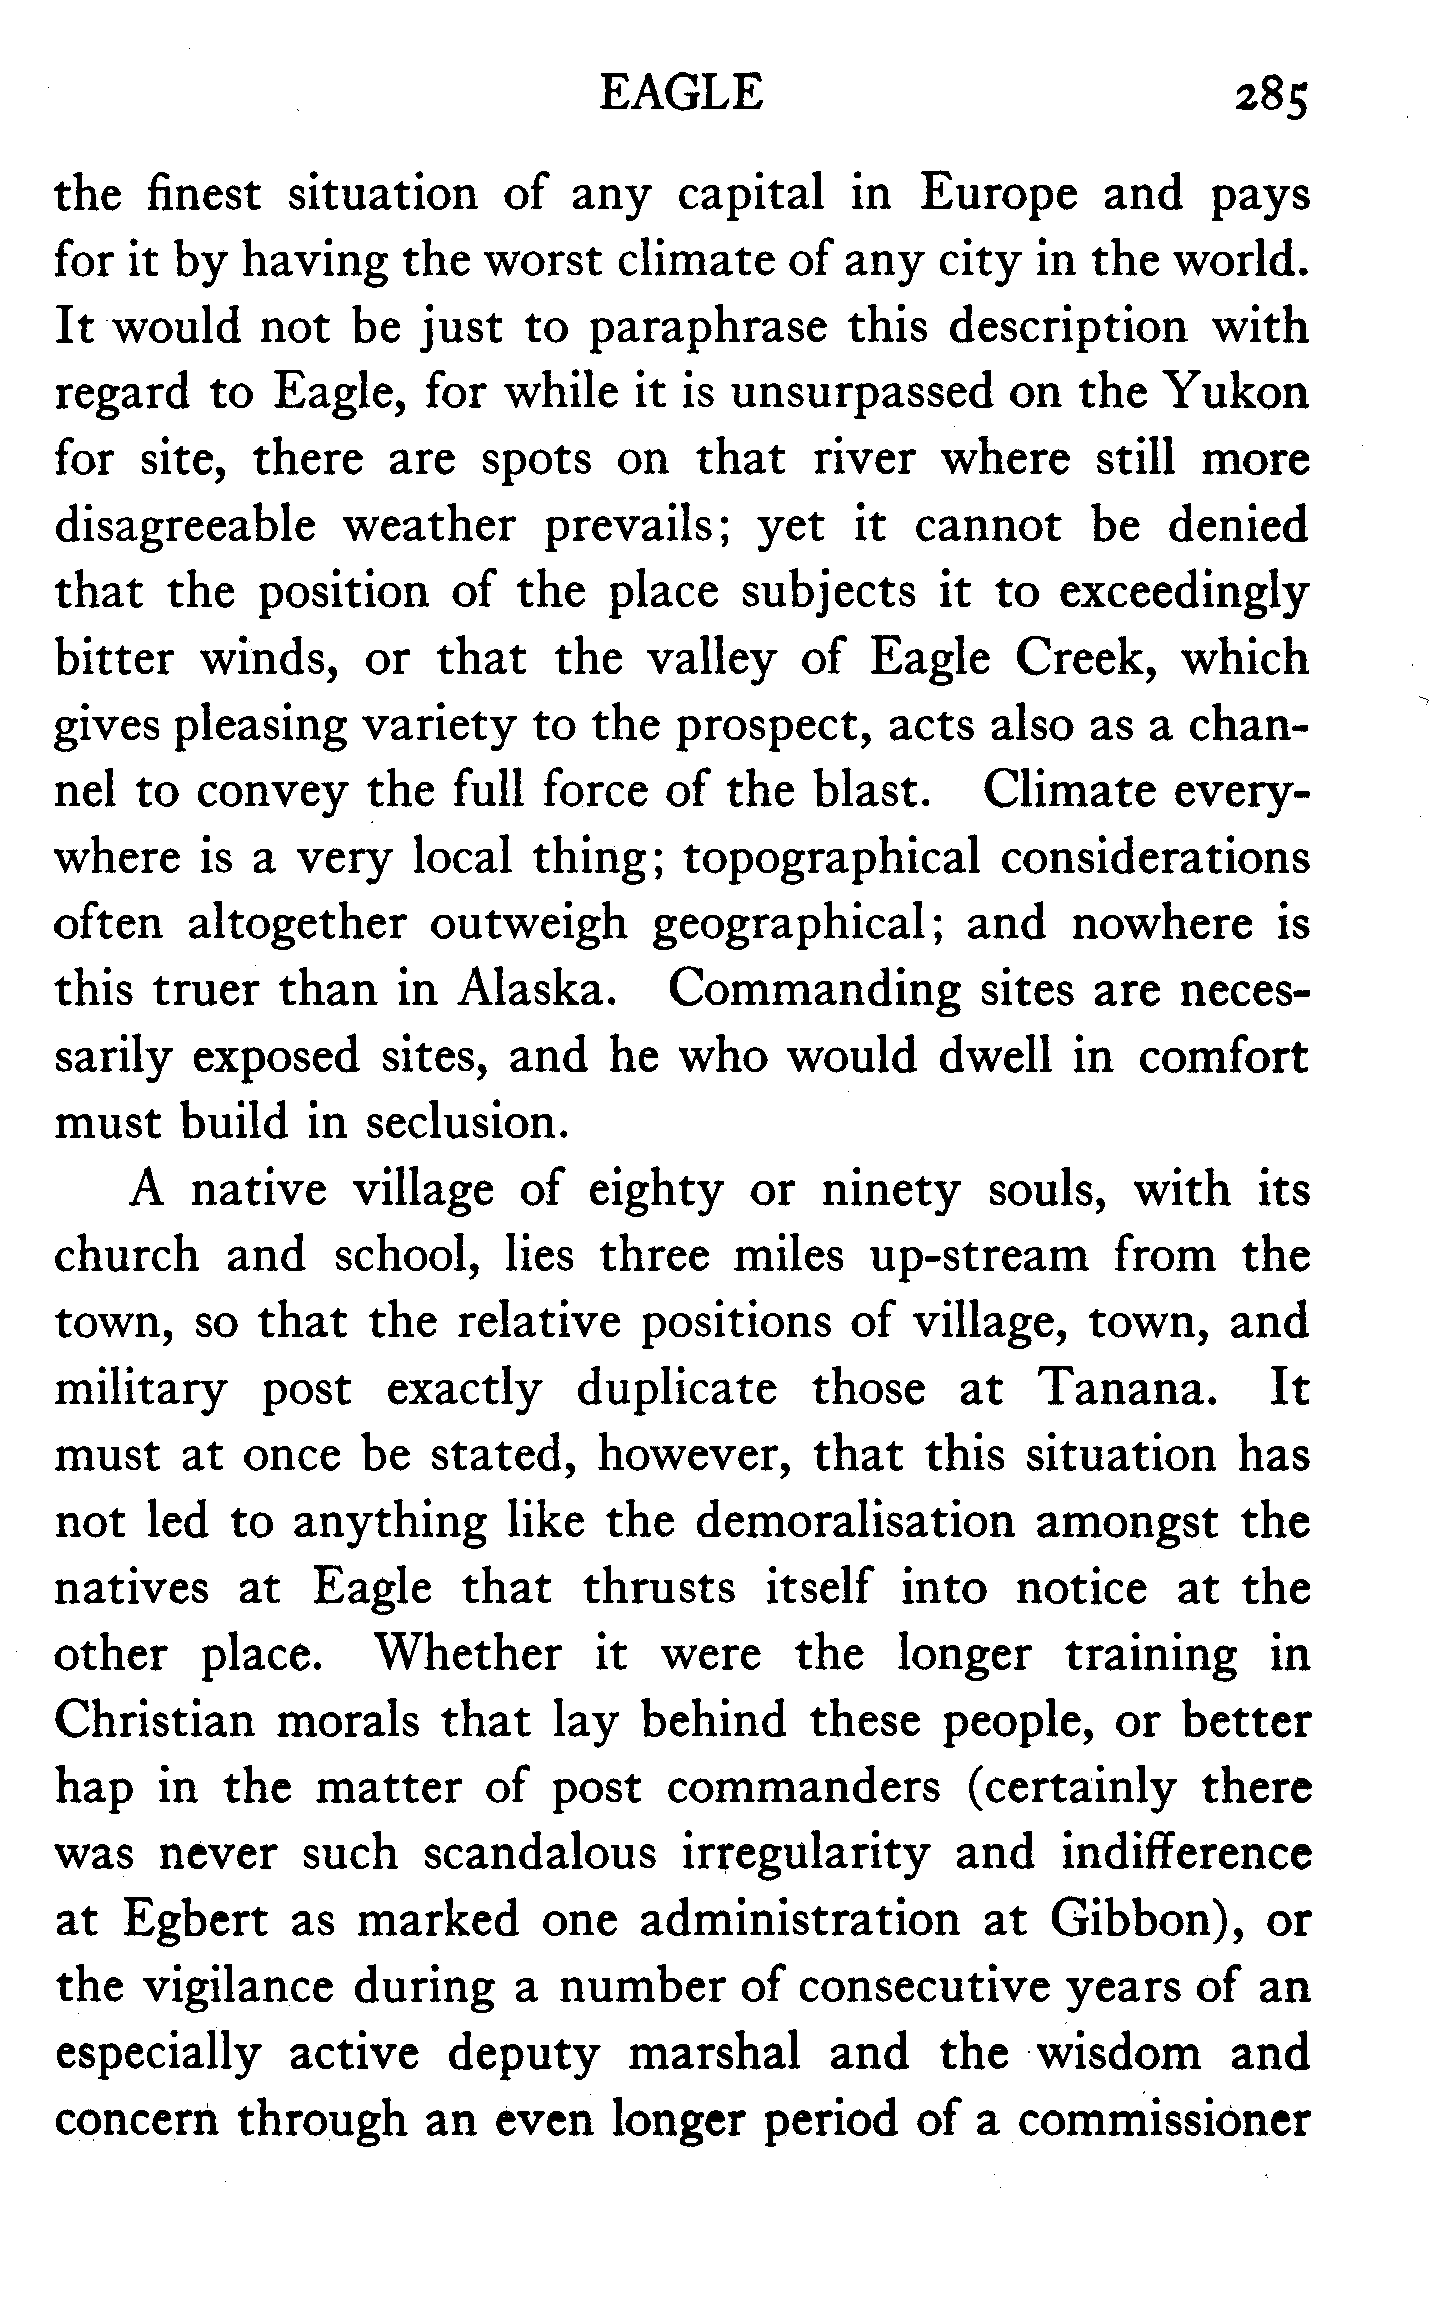 EAGLE 285
the finest situation of any capital in Europe and pays
for it by having the worst climate of any city in the world.
It would not be just to paraphrase this description with
regard to Eagle, for while it is unsurpassed on the Yukon
for site, there are spots on that river where still more
disagreeable weather prevails; yet it cannot be denied
that the position of the place subjects it to exceedingly
bitter winds, or that the valley of Eagle Creek, which
gives pleasing variety to the prospect, acts also as a chan-
nel to convey the full force of the blast. Climate every-
where is a very local thing; topographical considerations
often altogether outweigh geographical; and nowhere is
this truer than in Alaska. Commanding sites are neces-
sarily exposed sites, and he who would dwell in comfort
must build in seclusion.
A native village of eighty or ninety souls, with its
church and school, lies three miles up-stream from the
town, so that the relative positions of village, town, and
military post exactly duplicate those at Tanana. It
must at once be stated, however, that this situation has
not led to anything like the demoralisation amongst the
natives at Eagle that thrusts itself into notice at the
other place. Whether it were the longer training in
Christian morals that lay behind these people, or better
hap in the matter of post commanders (certainly there
was never such scandalous irregularity and indifference
at Egbert as marked one administration at Gibbon), or
the vigilance during a number of consecutive years of an
especially active deputy marshal and the wisdom and
concern through an even longer period of a commissioner